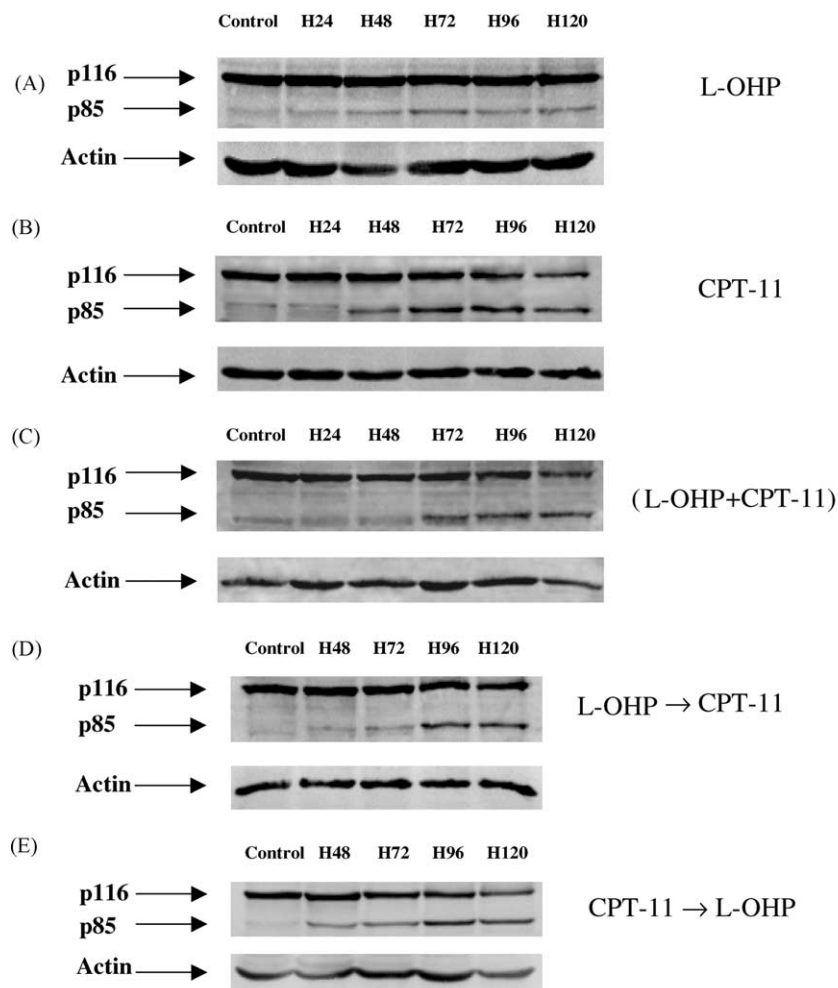 Control H24 H48 H72 H96 H120
(A)
p116
p85
Actin
L-OHP
(B)
Control H24 H48 H72 H96 H120
p116
p85
Actin
CPT-11
(C)
Control H24 H48 H72 H96 H120
p116
p85
Actin
(L-OHP+CPT-11)
(D)
Control H48 H72 H96 H120
p116
p85
Actin
L-OHP → CPT-11
(E)
Control H48 H72 H96 H120
p116
p85
Actin
CPT-11 → L-OHP